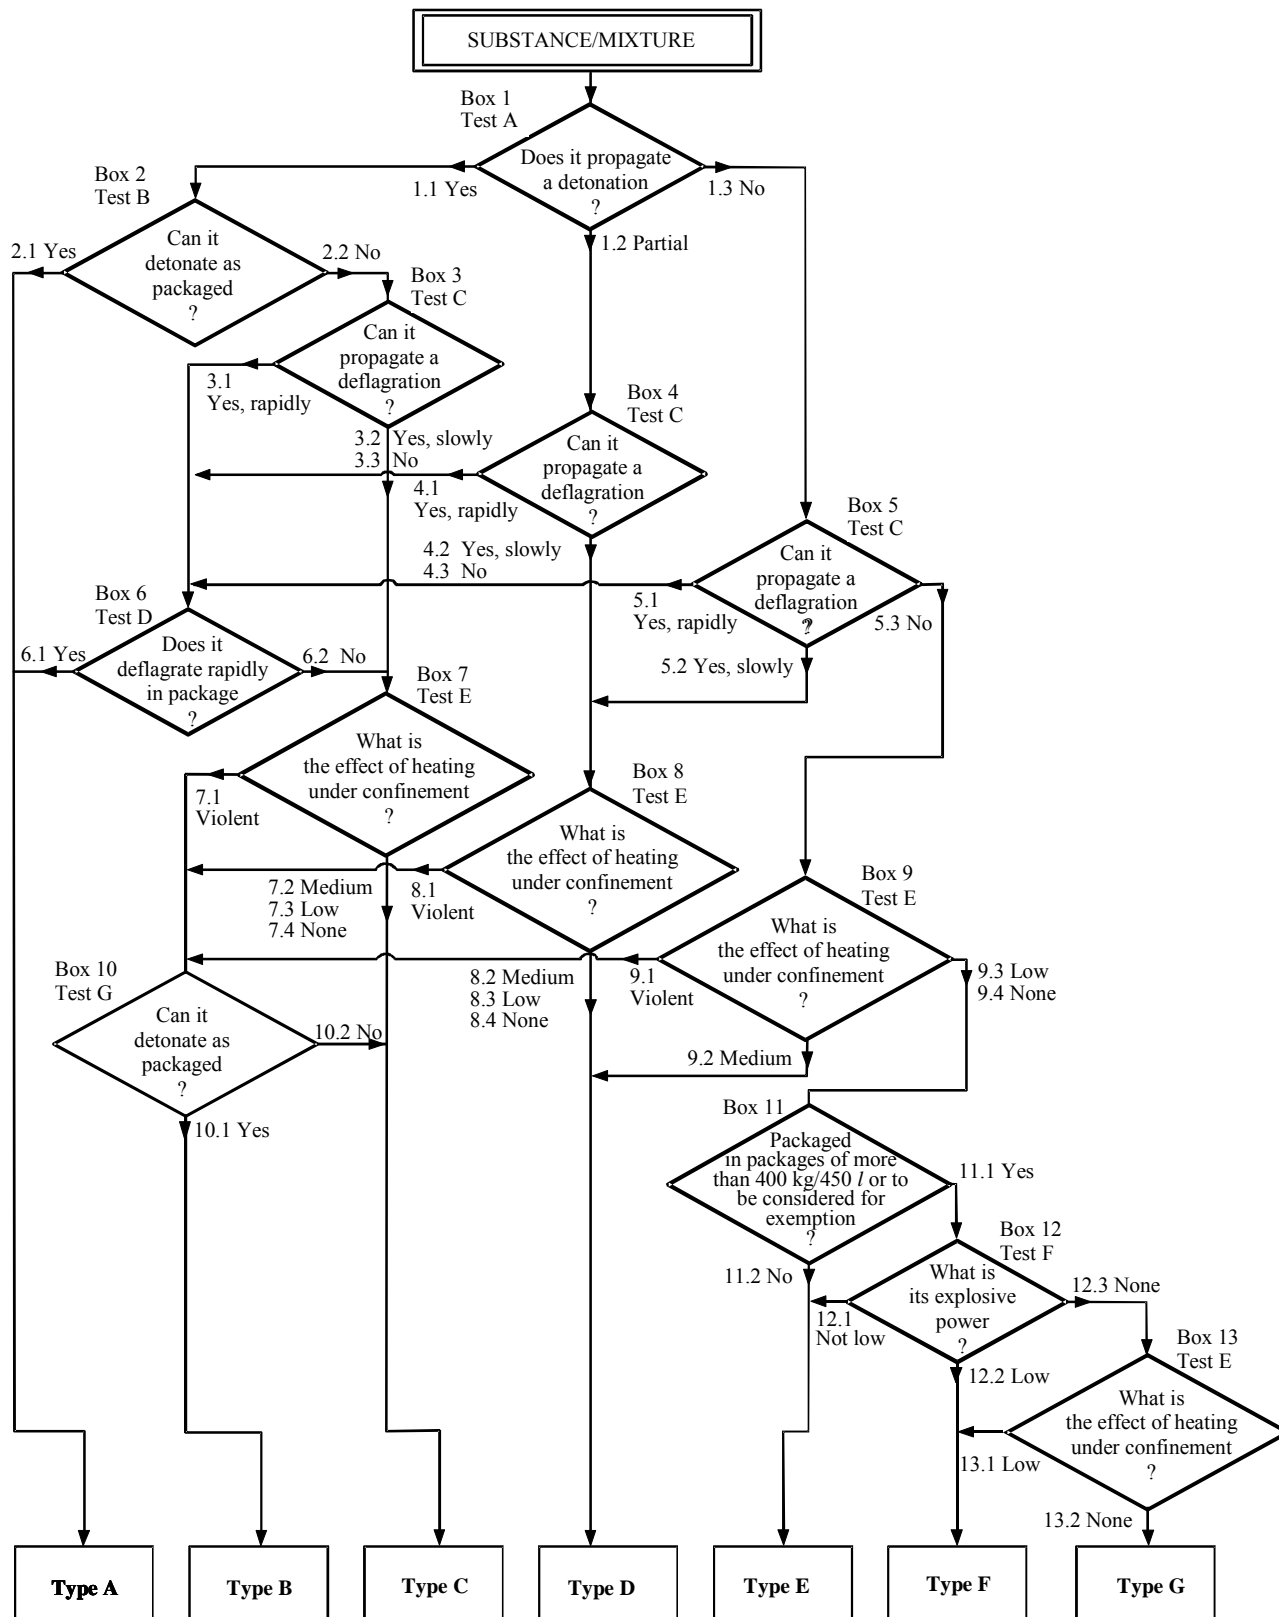 SUBSTANCE/MIXTURE
Box 1
Test A
Does it propagate
a detonation
?
1.1 Yes
1.3 No
1.2 Partial
Box 2
Test B
Can it
detonate as
packaged
?
2.1 Yes
2.2 No
Box 3
Test C
Can it
propagate a
deflagration
?
3.1
Yes, rapidly
3.2 Yes, slowly
3.3 No
Box 4
Test C
Can it
propagate a
deflagration
?
4.1
Yes, rapidly
4.2 Yes, slowly
4.3 No
Box 5
Test C
Can it
propagate a
deflagration
?
5.1
Yes, rapidly
5.3 No
5.2 Yes, slowly
Box 6
Test D
Does it
deflagrate rapidly
in package
?
6.1 Yes
6.2 No
Box 7
Test E
What is
the effect of heating
under confinement
?
7.1
Violent
7.2 Medium
7.3 Low
7.4 None
Box 8
Test E
What is
the effect of heating
under confinement
?
8.1
Violent
8.2 Medium
8.3 Low
8.4 None
Box 9
Test E
What is
the effect of heating
under confinement
?
9.1
Violent
9.3 Low
9.4 None
9.2 Medium
Box 10
Test G
Can it
detonate as
packaged
?
10.2 No
10.1 Yes
Box 11
Packaged
in packages of more
than 400 kg/450 l or to
be considered for
exemption
?
11.1 Yes
11.2 No
Box 12
Test F
What is
its explosive
power
?
12.1
Not low
12.3 None
12.2 Low
Box 13
Test E
What is
the effect of heating
under confinement
?
13.1 Low
13.2 None
Type A
Type B
Type C
Type D
Type E
Type F
Type G